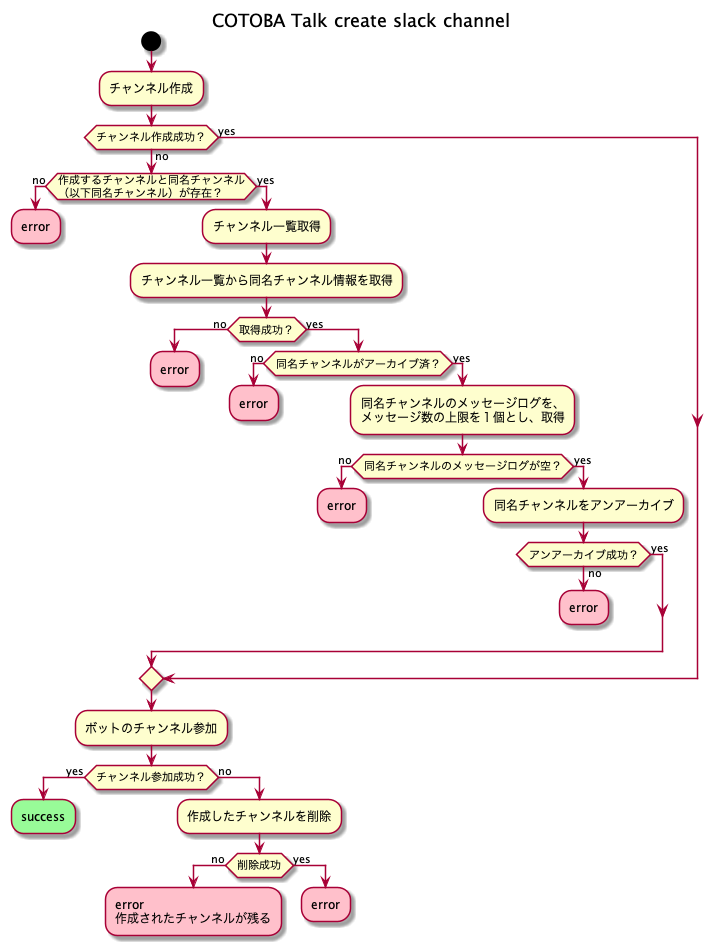 COTOBA Talk create slack channel
チャンネル作成
チャンネル作成成功？
yes
no
作成するチャンネルと同名チャンネル
（以下同名チャンネル）が存在？
no
yes
error
チャンネル一覧取得
チャンネル一覧から同名チャンネル情報を取得
no
取得成功？
yes
error
no
同名チャンネルがアーカイブ済？
yes
error
同名チャンネルのメッセージログを、
メッセージ数の上限を１個とし、取得
no
同名チャンネルのメッセージログが空？
yes
error
同名チャンネルをアンアーカイブ
アンアーカイブ成功？
yes
no
error
ボットのチャンネル参加
yes
チャンネル参加成功？
no
success
作成したチャンネルを削除
no
削除成功
yes
error
作成されたチャンネルが残る
error